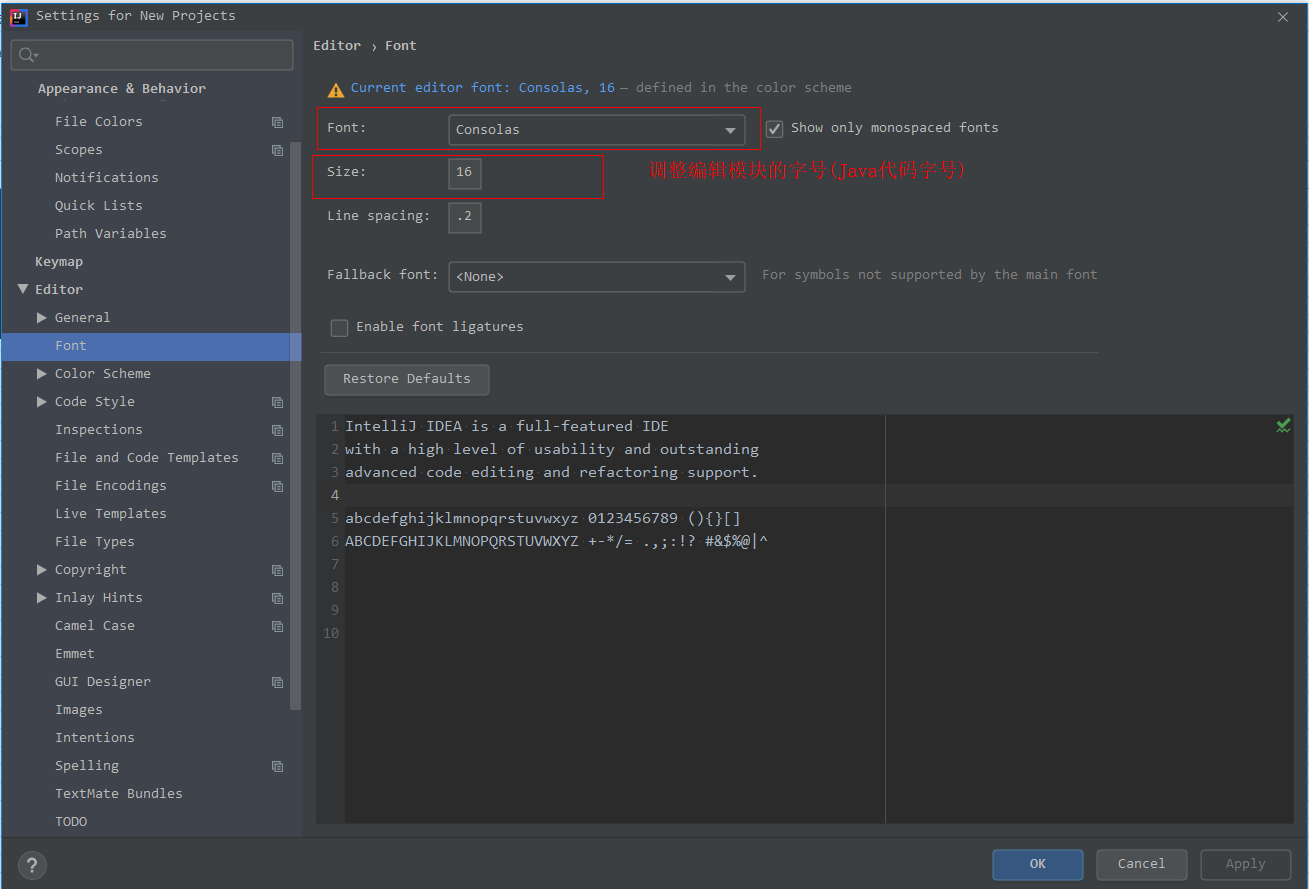 Settings for New Projects
Appearance & Behavior
File Colors
Scopes
Notifications
Quick Lists
Path Variables
Keymap
Editor
General
Font
Color Scheme
Code Style
Inspections
File and Code Templates
File Encodings
Live Templates
File Types
Copyright
Inlay Hints
Camel Case
Emmet
GUI Designer
Images
Intentions
Spelling
TextMate Bundles
TODO
Editor › Font
Current editor font: Consolas, 16 — defined in the color scheme
Font: Consolas Show only monospaced fonts
Size: 16 调整编辑模块的字号(Java代码字号)
Line spacing: .2
Fallback font: <None> For symbols not supported by the main font
Enable font ligatures
Restore Defaults
1 IntelliJ IDEA is a full-featured IDE
2 with a high level of usability and outstanding
3 advanced code editing and refactoring support.
4
5 abcdefghijklmnopqrstuvwxyz 0123456789 (){}[]
6 ABCDEFGHIJKLMNOPQRSTUVWXYZ +-*/= .,;:!? #&$%@|^
7
8
9
10
? OK Cancel Apply